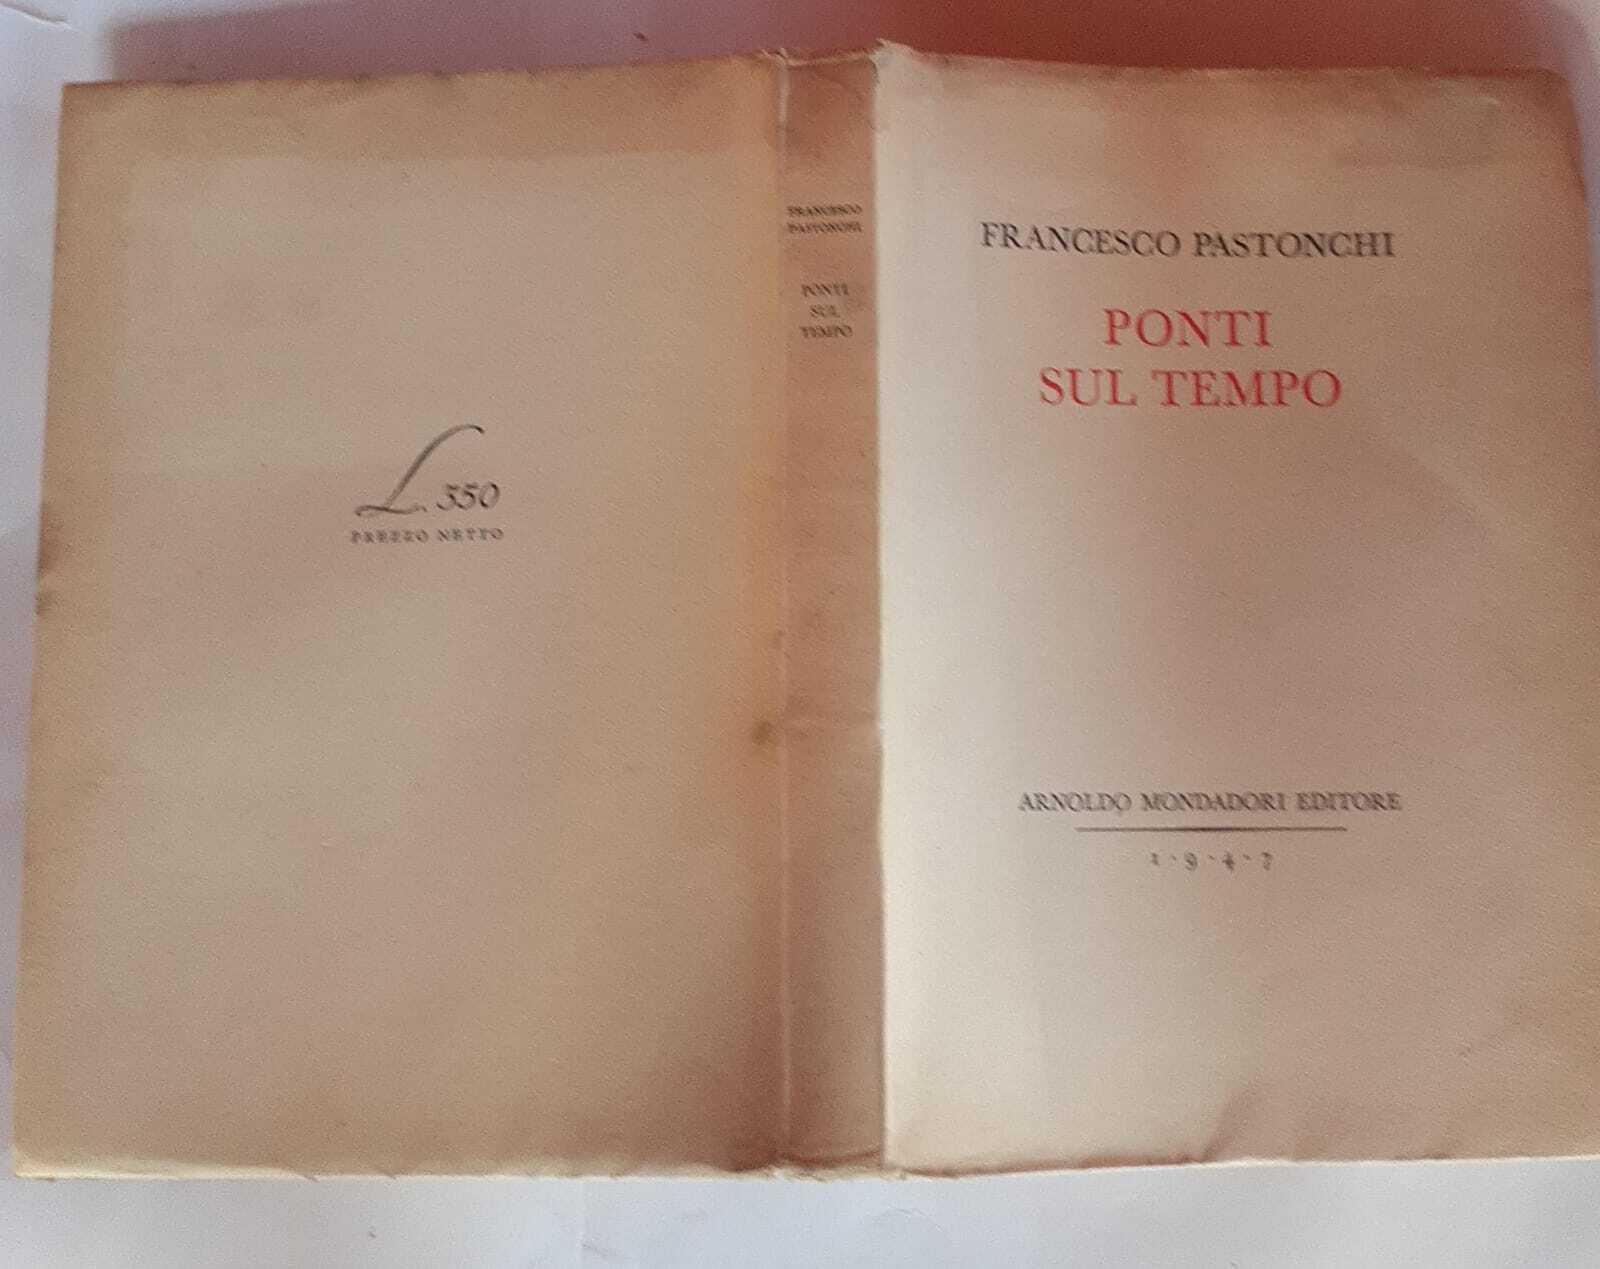 L. 350
PREZZO NETTO
FRANCESCO
PASTONCHI
PONTI
SUL
TEMPO
FRANCESCO PASTONCHI
PONTI
SUL TEMPO
ARNOLDO MONDADORI EDITORE
1·9·4·7